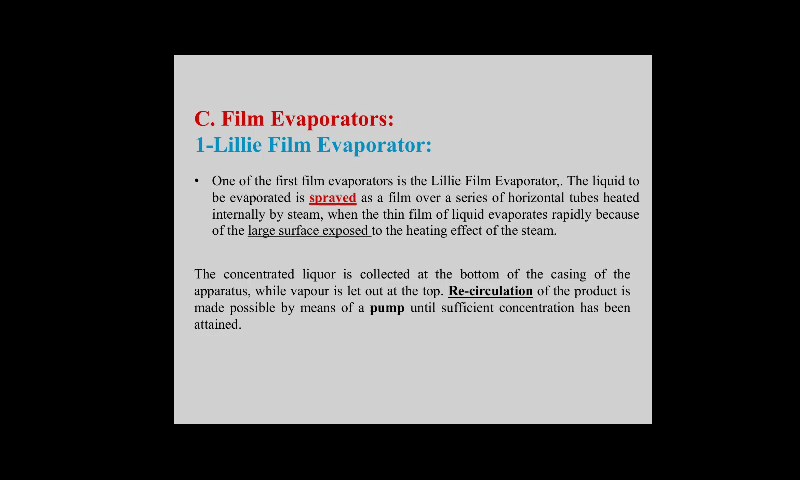 C. Film Evaporators:
1-Lillie Film Evaporator:
• One of the first film evaporators is the Lillie Film Evaporator,. The liquid to
be evaporated is sprayed as a film over a series of horizontal tubes heated
internally by steam, when the thin film of liquid evaporates rapidly because
of the large surface exposed to the heating effect of the steam.
The concentrated liquor is collected at the bottom of the casing of the
apparatus, while vapour is let out at the top. Re-circulation of the product is
made possible by means of a pump until sufficient concentration has been
attained.